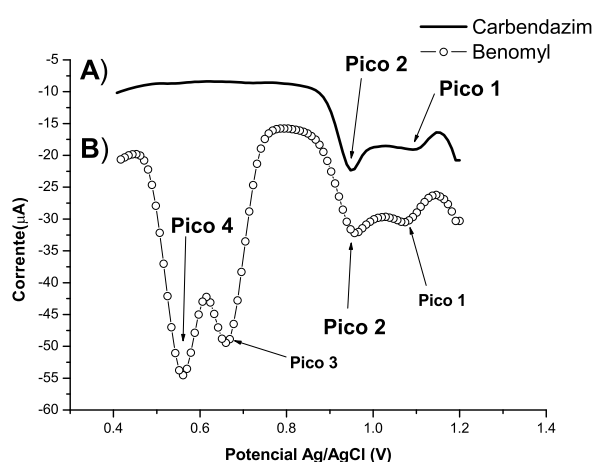 Carbendazim
Benomyl
-5
A)
Pico 2
-10
Pico 1
-15
B)
-20
-25
Pico 4
-30
-35
Pico 1
Pico 2
-40
-45
Pico 3
-50
-55
-60
0.4 0.6 0.8 1.0 1.2 1.4
Corrente(µA)
Potencial Ag/AgCl (V)